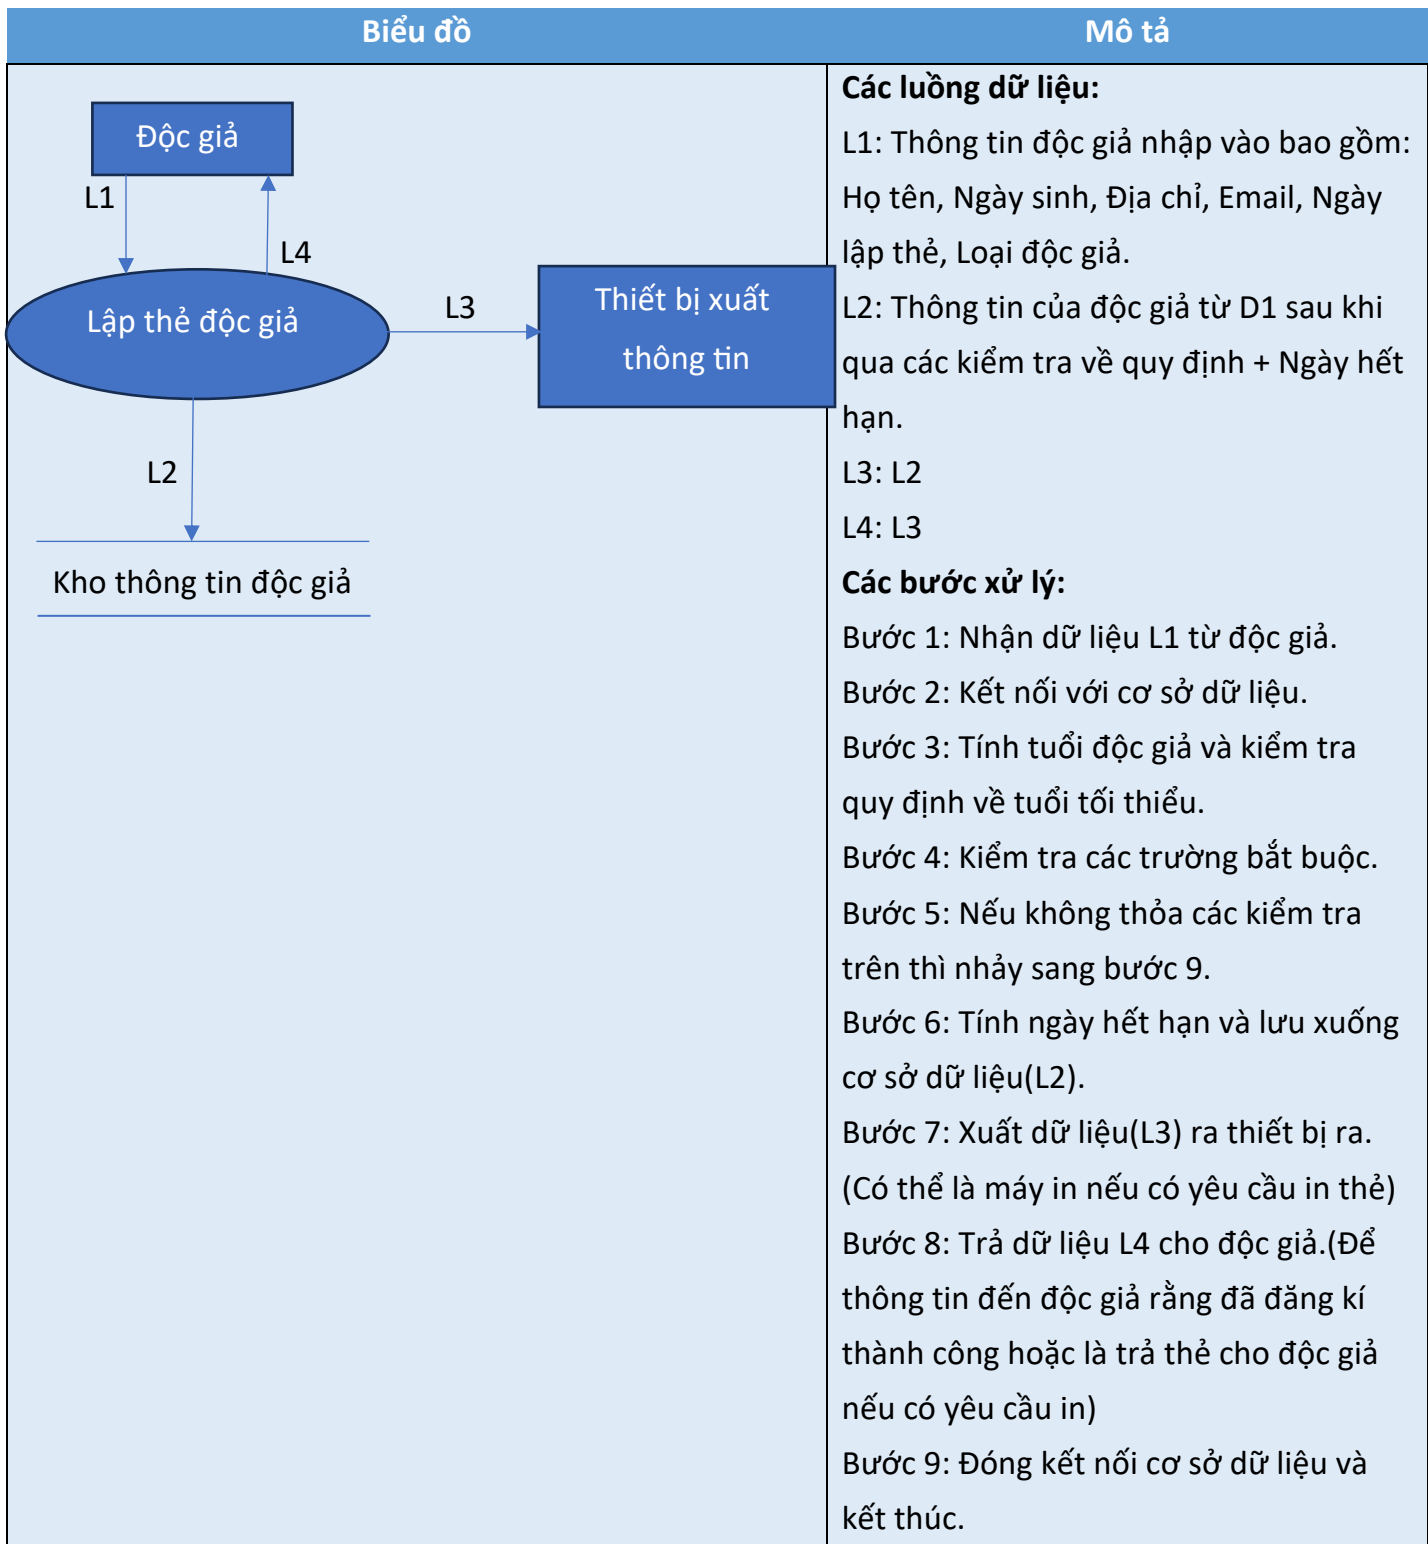 Biểu đồ
Mô tả
Độc giả
L1
L4
Lập thẻ độc giả
L3
Thiết bị xuất
thông tin
L2
Kho thông tin độc giả
Các luồng dữ liệu:
L1: Thông tin độc giả nhập vào bao gồm:
Họ tên, Ngày sinh, Địa chỉ, Email, Ngày
lập thẻ, Loại độc giả.
L2: Thông tin của độc giả từ D1 sau khi
qua các kiểm tra về quy định + Ngày hết
hạn.
L3: L2
L4: L3
Các bước xử lý:
Bước 1: Nhận dữ liệu L1 từ độc giả.
Bước 2: Kết nối với cơ sở dữ liệu.
Bước 3: Tính tuổi độc giả và kiểm tra
quy định về tuổi tối thiểu.
Bước 4: Kiểm tra các trường bắt buộc.
Bước 5: Nếu không thỏa các kiểm tra
trên thì nhảy sang bước 9.
Bước 6: Tính ngày hết hạn và lưu xuống
cơ sở dữ liệu(L2).
Bước 7: Xuất dữ liệu(L3) ra thiết bị ra.
(Có thể là máy in nếu có yêu cầu in thẻ)
Bước 8: Trả dữ liệu L4 cho độc giả.(Để
thông tin đến độc giả rằng đã đăng kí
thành công hoặc là trả thẻ cho độc giả
nếu có yêu cầu in)
Bước 9: Đóng kết nối cơ sở dữ liệu và
kết thúc.